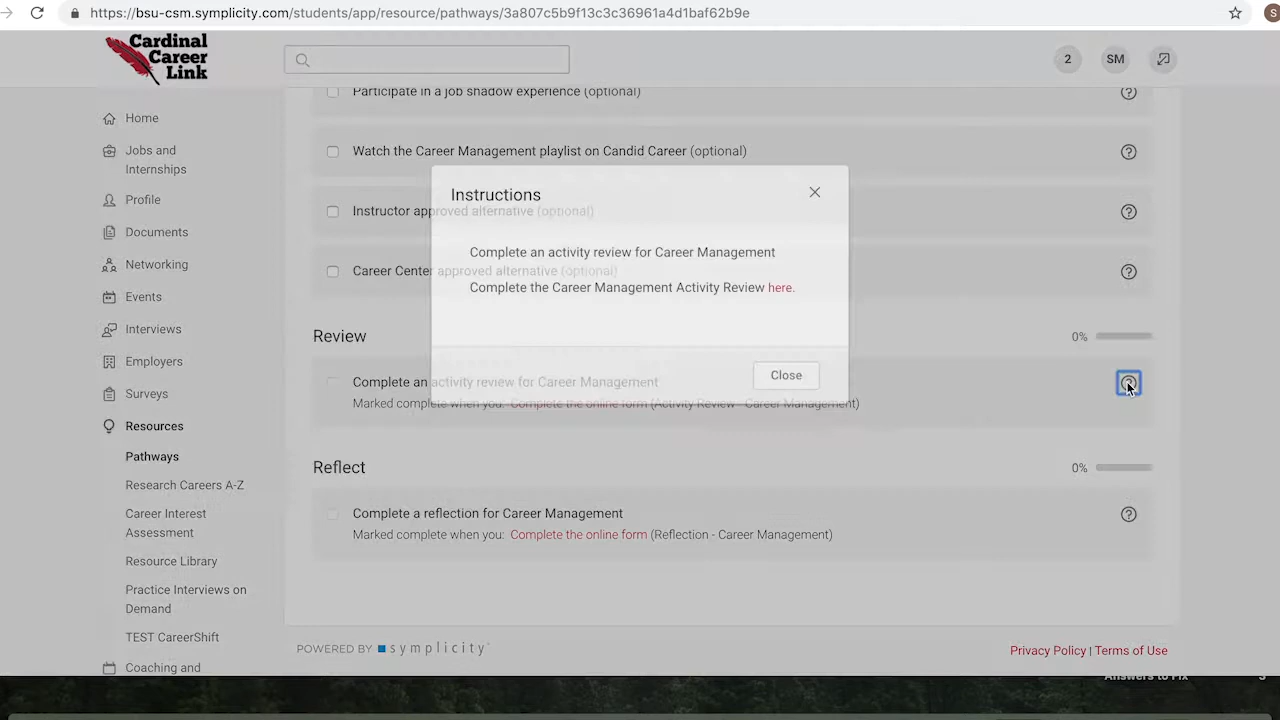 https://bsu-csm.symplicity.com/students/app/resource/pathways/3a807c5b9f13c3c36961a4d1baf62b9e
S
Cardinal
Career
Link
2
SM
Home
Jobs and
Internships
Profile
Documents
Networking
Events
Interviews
Employers
Surveys
Resources
Pathways
Research Careers A-Z
Career Interest
Assessment
Resource Library
Practice Interviews on
Demand
TEST CareerShift
Coaching and
Participate in a job shadow experience (optional)
Watch the Career Management playlist on Candid Career (optional)
Instructor approved alternative (optional)
Career Center approved alternative (optional)
Instructions
Complete an activity review for Career Management
Complete the Career Management Activity Review here.
Close
Review
0%
Complete an activity review for Career Management
Marked complete when you: Complete the online form (Activity Review - Career Management)
Reflect
0%
Complete a reflection for Career Management
Marked complete when you: Complete the online form (Reflection - Career Management)
POWERED BY symplicity
Privacy Policy | Terms of Use
Answers to Fix